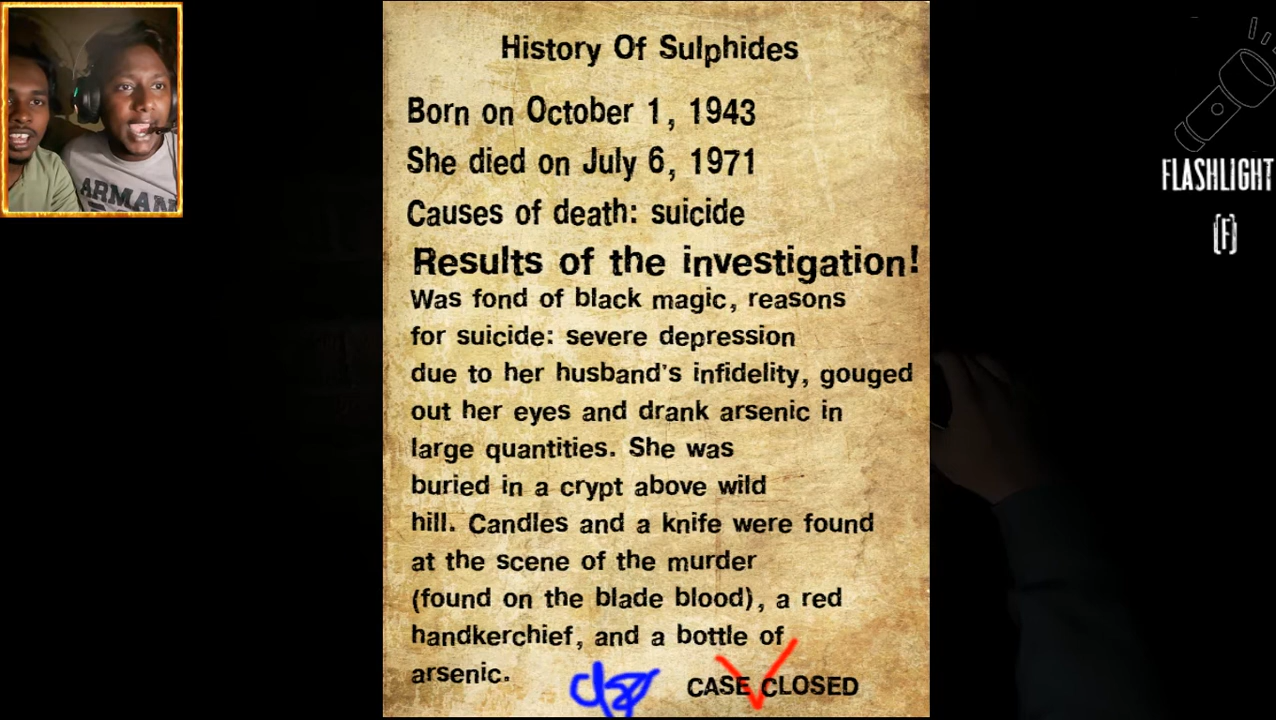 History Of Sulphides
Born on October 1, 1943
She died on July 6, 1971
Causes of death: suicide
Results of the investigation!
Was fond of black magic, reasons
for suicide: severe depression
due to her husband's infidelity, gouged
out her eyes and drank arsenic in
large quantities. She was
buried in a crypt above wild
hill. Candles and a knife were found
at the scene of the murder
(found on the blade blood), a red
handkerchief, and a bottle of
arsenic.
CASE CLOSED
FLASHLIGHT
[F]
ARMANI